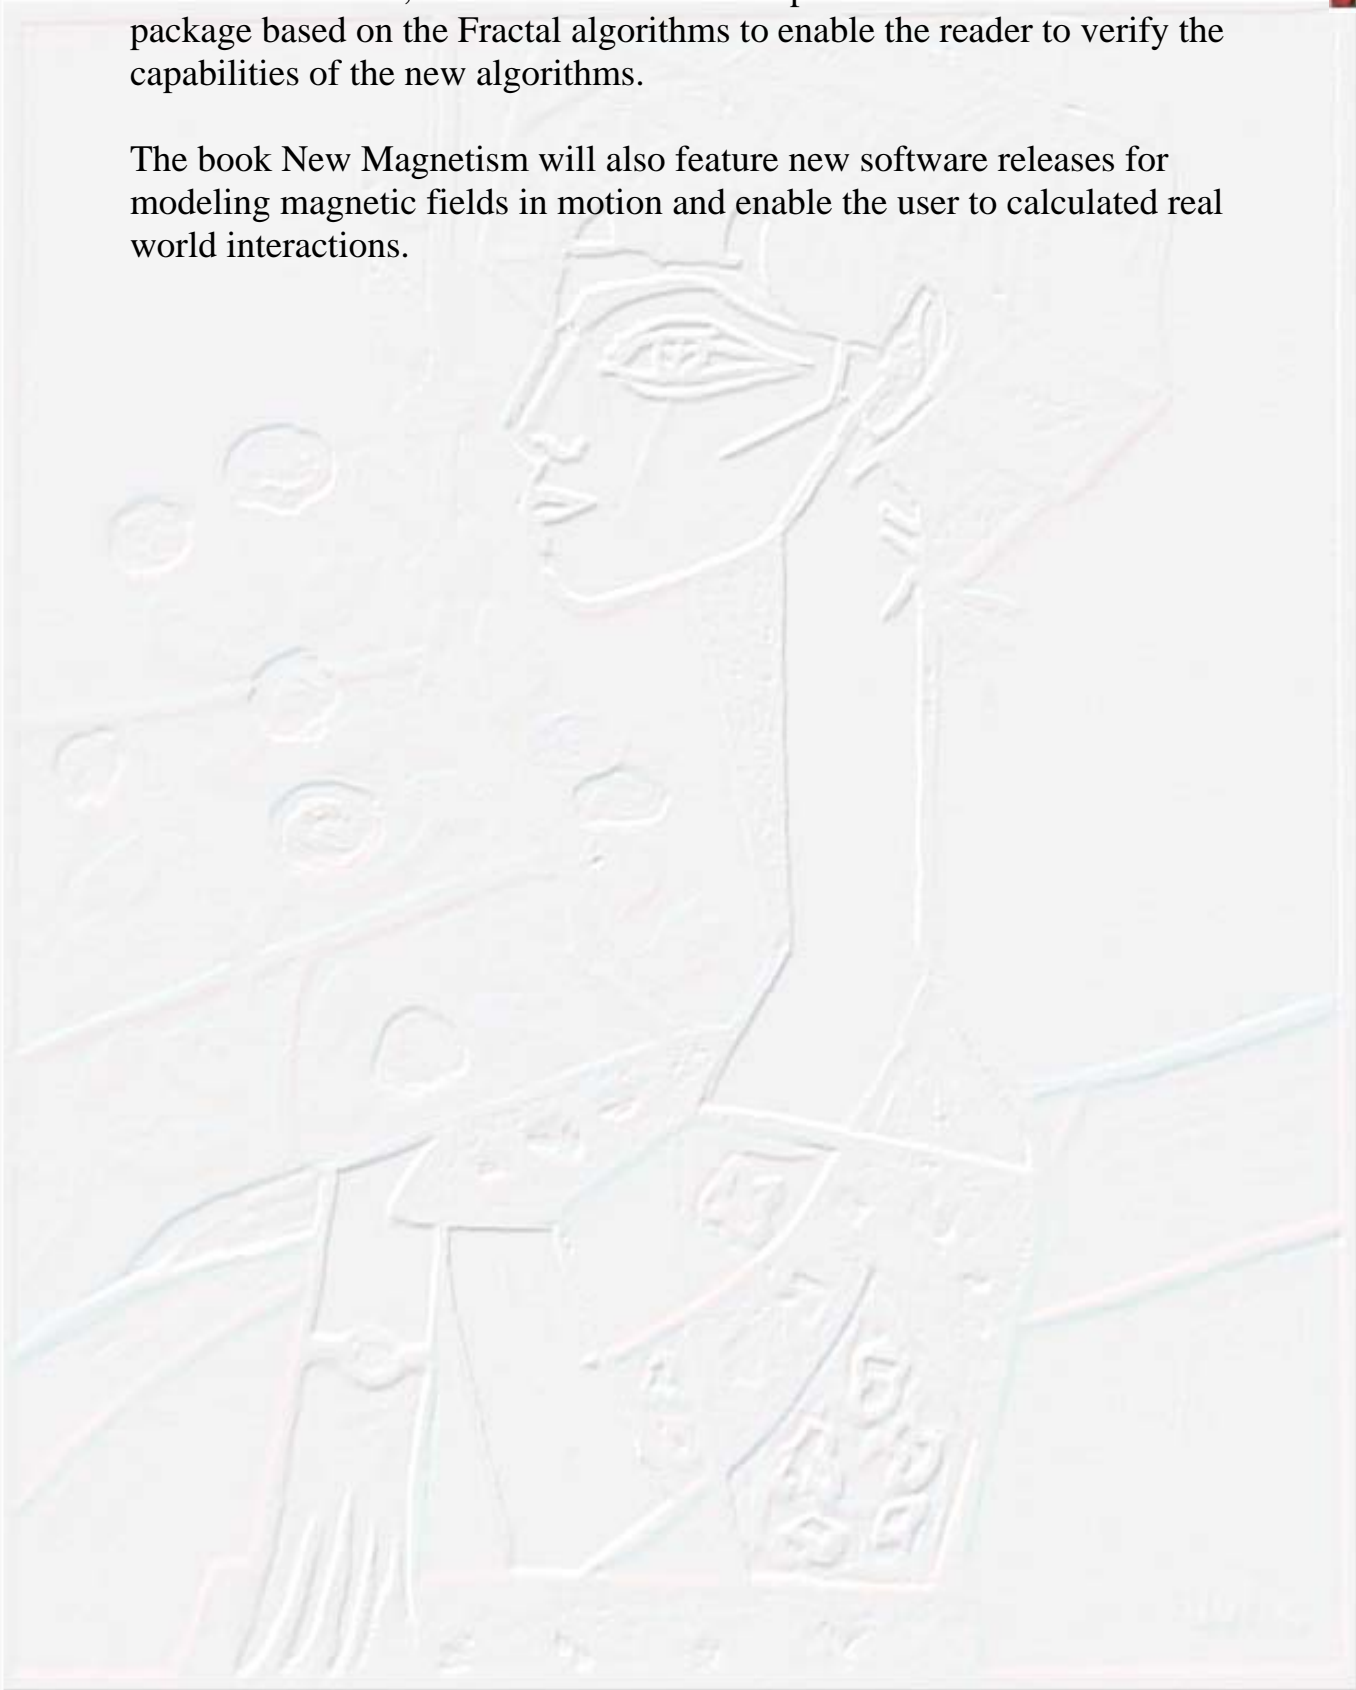 package based on the Fractal algorithms to enable the reader to verify the
capabilities of the new algorithms.
The book New Magnetism will also feature new software releases for
modeling magnetic fields in motion and enable the user to calculated real
world interactions.